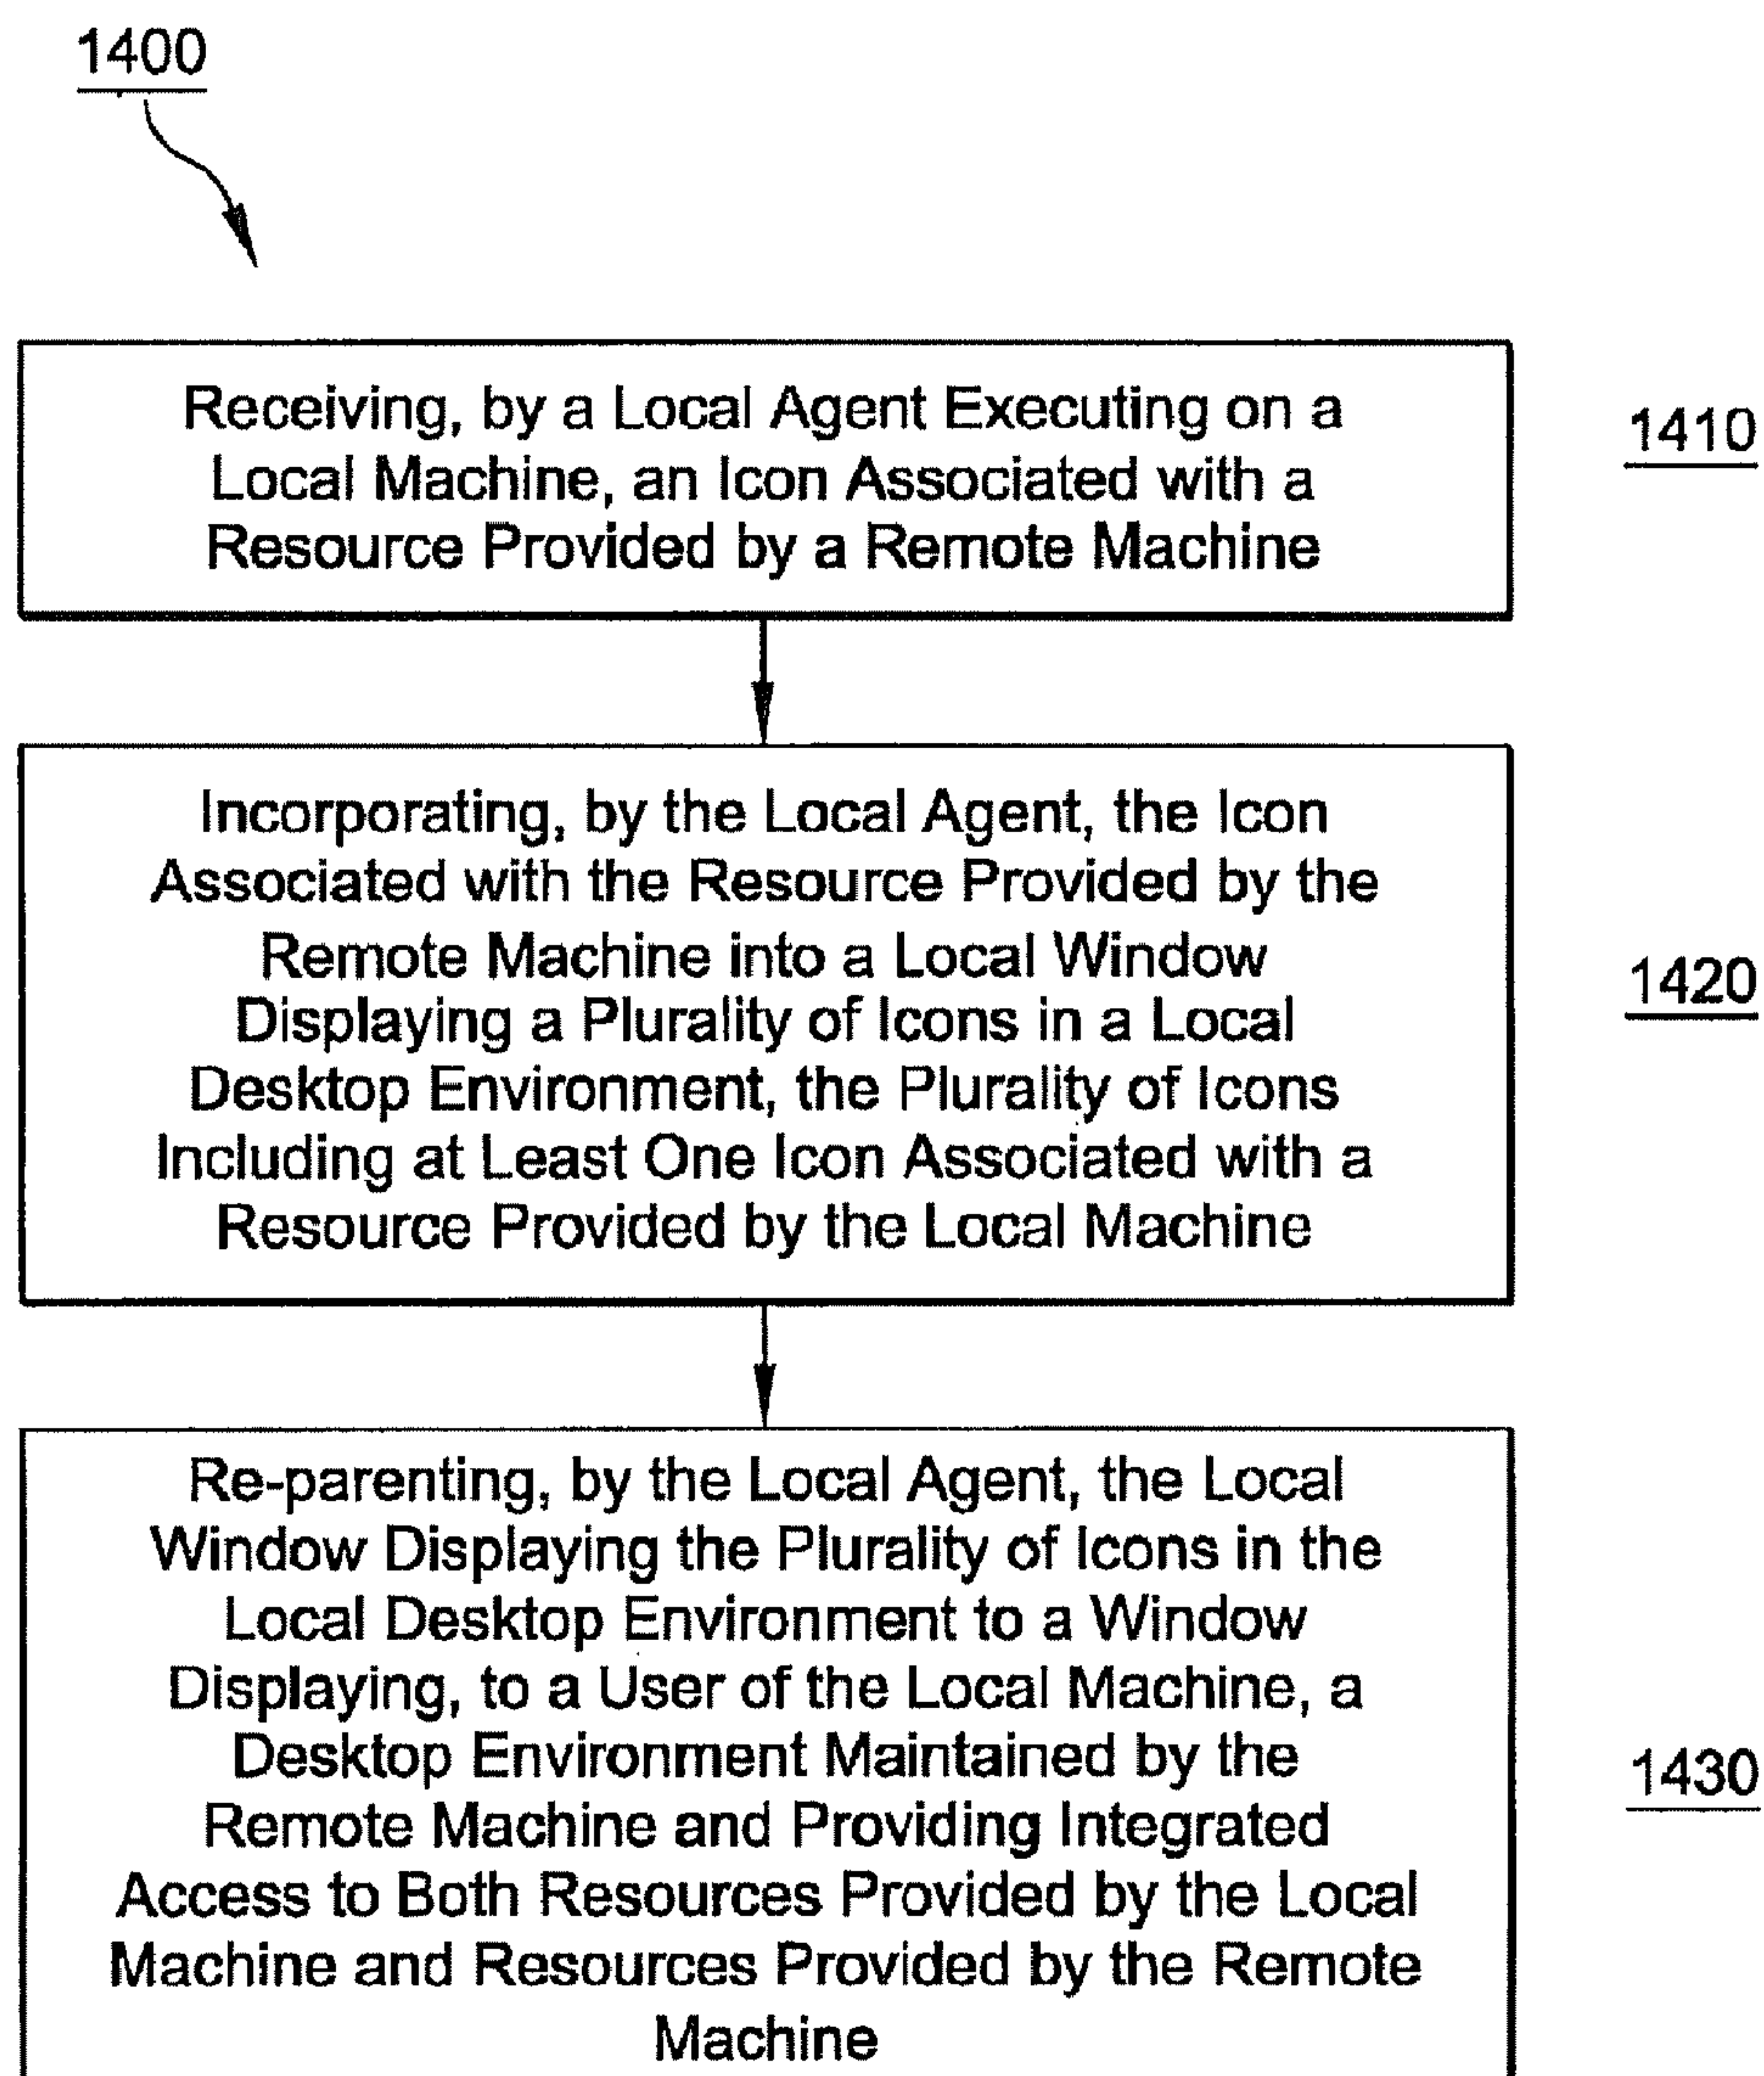 1400
Receiving, by a Local Agent Executing on a
Local Machine, an Icon Associated with a
Resource Provided by a Remote Machine
1410
Incorporating, by the Local Agent, the Icon
Associated with the Resource Provided by the
Remote Machine into a Local Window
Displaying a Plurality of Icons in a Local
Desktop Environment, the Plurality of Icons
Including at Least One Icon Associated with a
Resource Provided by the Local Machine
1420
Re-parenting, by the Local Agent, the Local
Window Displaying the Plurality of Icons in the
Local Desktop Environment to a Window
Displaying, to a User of the Local Machine, a
Desktop Environment Maintained by the
Remote Machine and Providing Integrated
Access to Both Resources Provided by the Local
Machine and Resources Provided by the Remote
Machine
1430